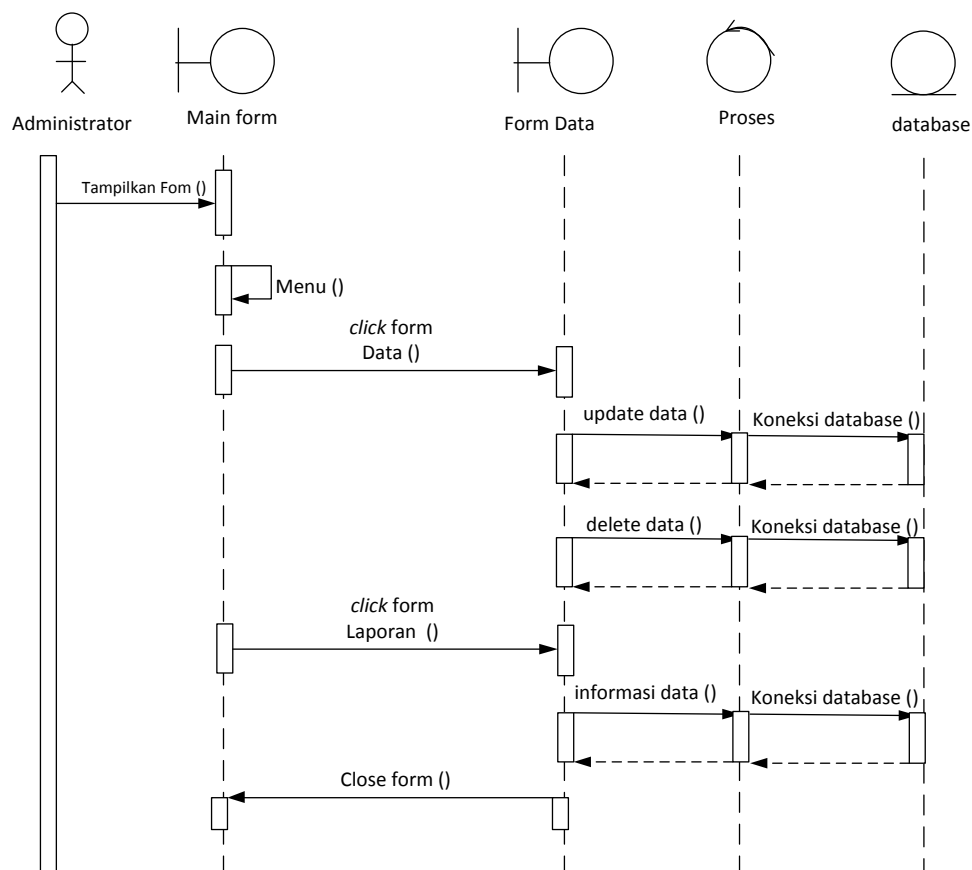 Administrator
Main form
Form Data
Proses
database
Tampilkan Fom ()
Menu ()
click form
Data ()
update data ()
Koneksi database ()
delete data ()
Koneksi database ()
click form
Laporan  ()
informasi data ()
Koneksi database ()
Close form ()